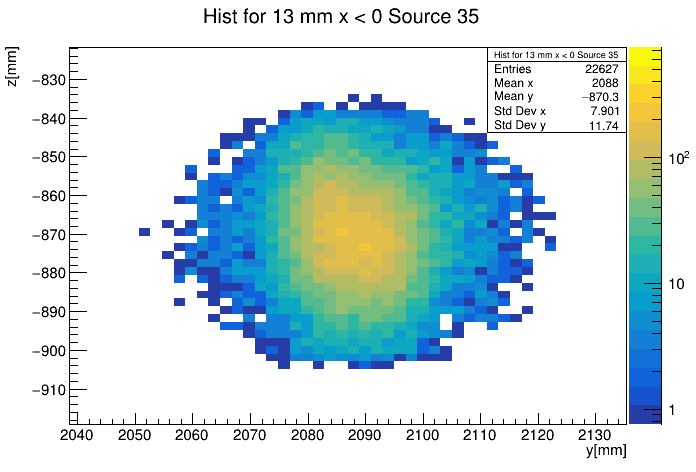 Hist for 13 mm x < 0 Source 35
z[mm]
Hist for 13 mm x < 0 Source 35
Entries 22627
Mean x 2088
Mean y −870.3
Std Dev x 7.901
Std Dev y 11.74
−830
−840
−850
−860
−870
−880
−890
−900
−910
10²
10
1
2040 2050 2060 2070 2080 2090 2100 2110 2120 2130
y[mm]